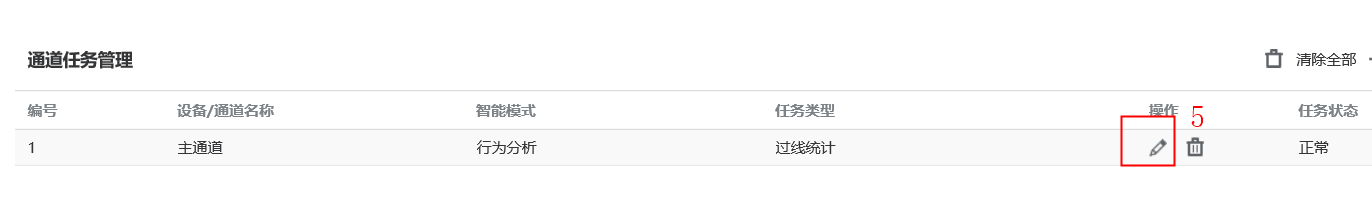 通道任务管理 清除全部
编号 设备/通道名称 智能模式 任务类型 操作 5 任务状态
1 主通道 行为分析 过线统计 正常